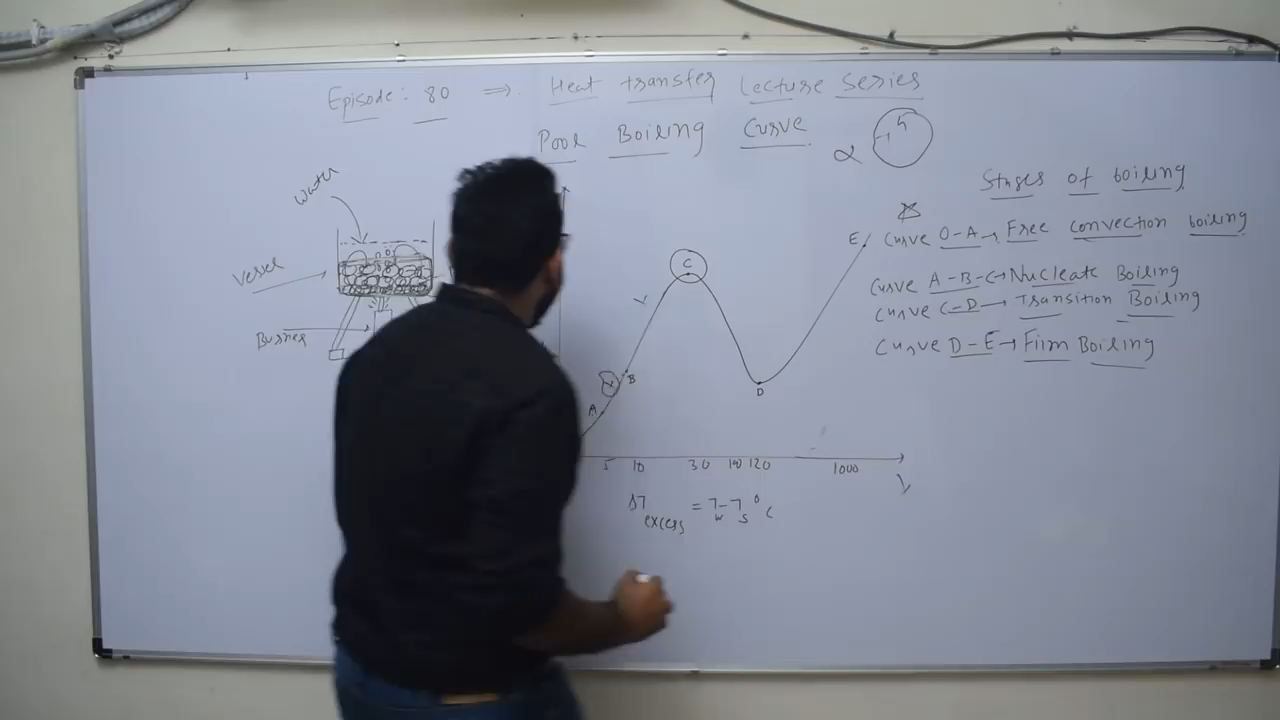 Episode: 80 ⇒ Heat transfer Lecture series
Pool Boiling Curve
α
Water
Vessel
Burner
Stages of boiling
Curve O-A → Free convection boiling
Curve A-B-C → Nucleate Boiling
Curve C-D → Transition Boiling
Curve D-E → Film Boiling
E
C
B
A
D
5 10 30 120 1000
ΔT excess = Tw - Ts °C